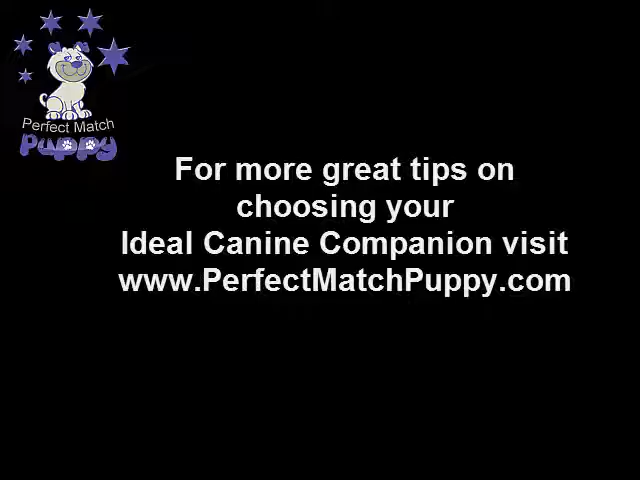 Perfect Match
Puppy
For more great tips on
choosing your
Ideal Canine Companion visit
www.PerfectMatchPuppy.com